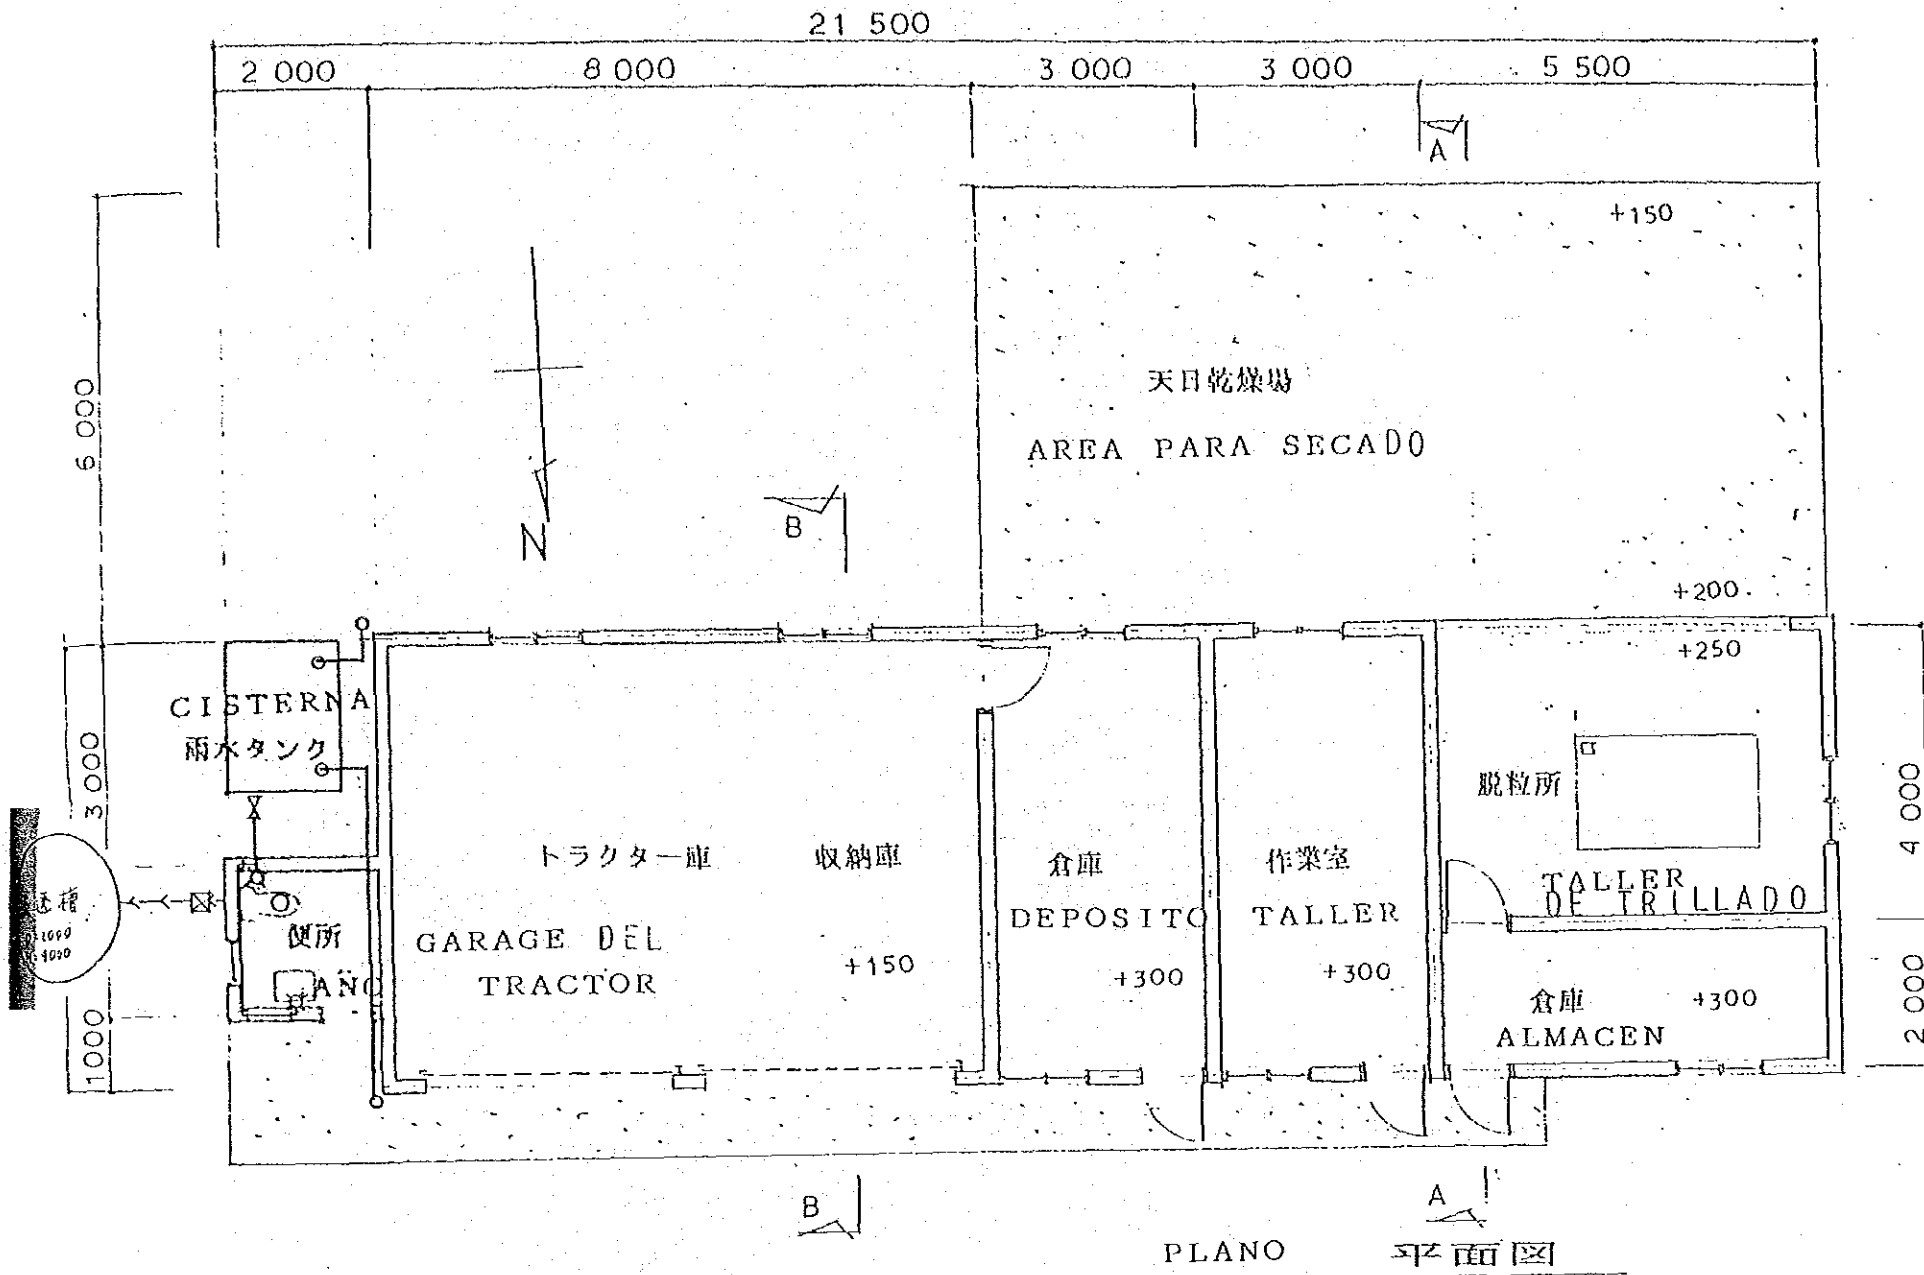 21 500
2 000 8 000 3 000 3 000 5 500
A
+150
6 000
天日乾燥場
AREA PARA SECADO
B
N
+200
+250
CISTERNA
雨水タンク
3 000
脱粒所
4 000
トラクター庫 収納庫
倉庫
作業室
TALLER
DE TRILLADO
便所
GARAGE DEL
TRACTOR
+150
DEPOSITO
+300
TALLER
+300
倉庫 +300
ALMACEN
2 000
1000
B
A
PLANO 平面図